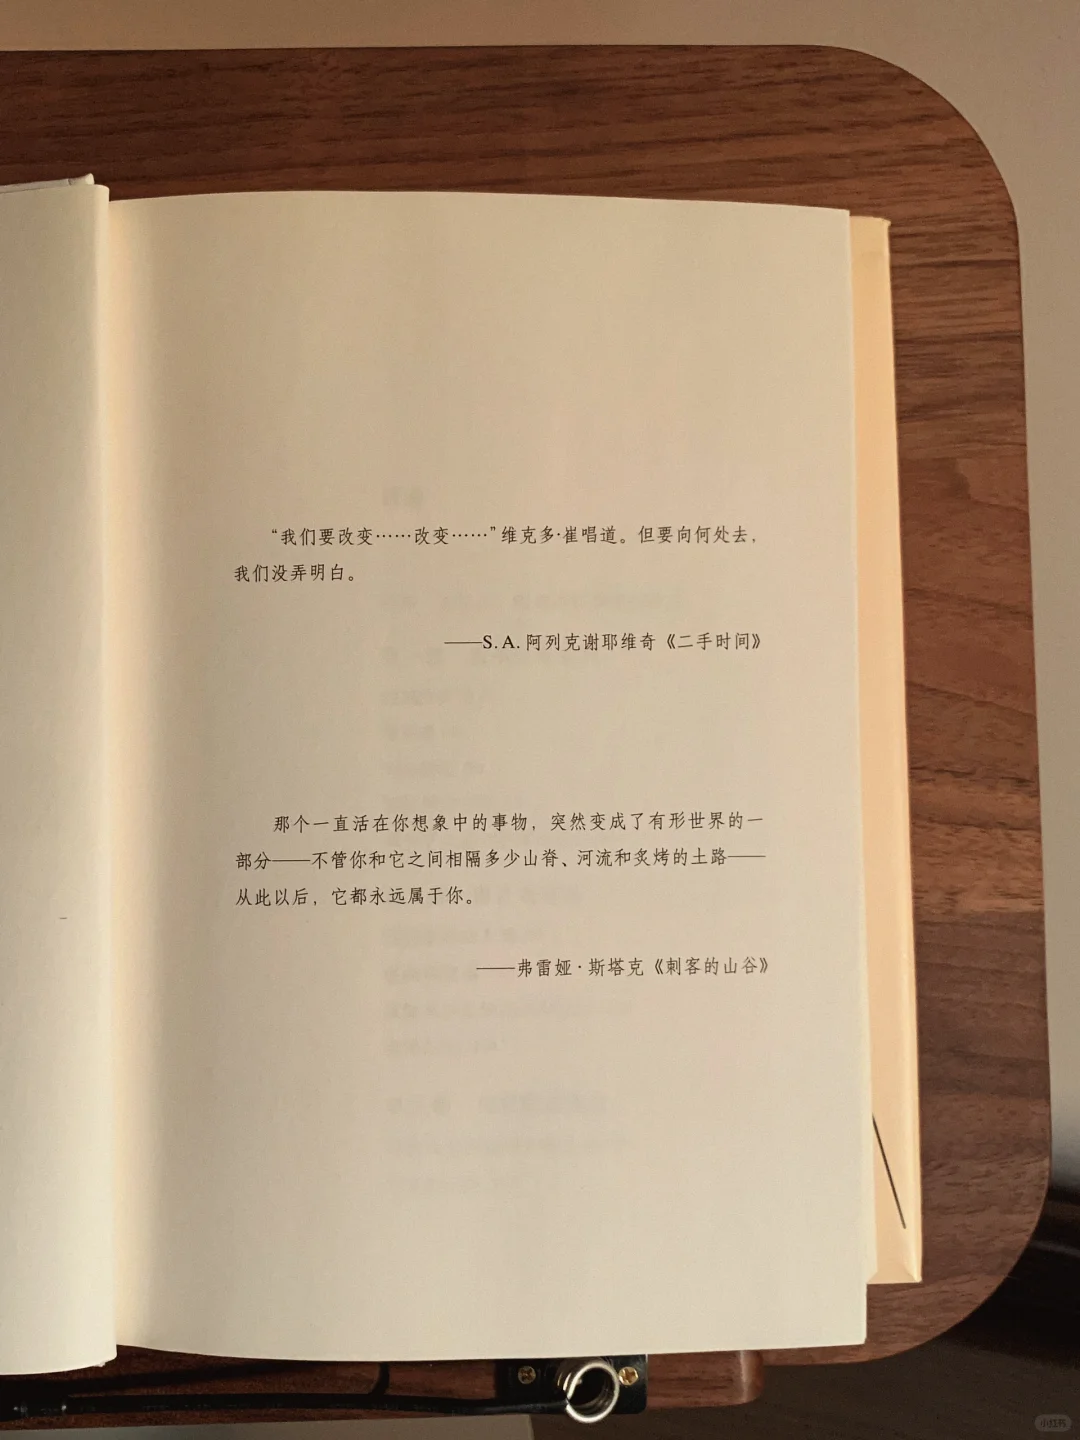 “我们要改变……改变……”维克多·崔唱道。但要向何处去，
我们没弄明白。
——S. A. 阿列克谢耶维奇《二手时间》
那个一直活在你想象中的事物，突然变成了有形世界的一
部分——不管你和它之间相隔多少山脊、河流和炙烤的土路——
从此以后，它都永远属于你。
——弗雷娅·斯塔克《刺客的山谷》
小红书